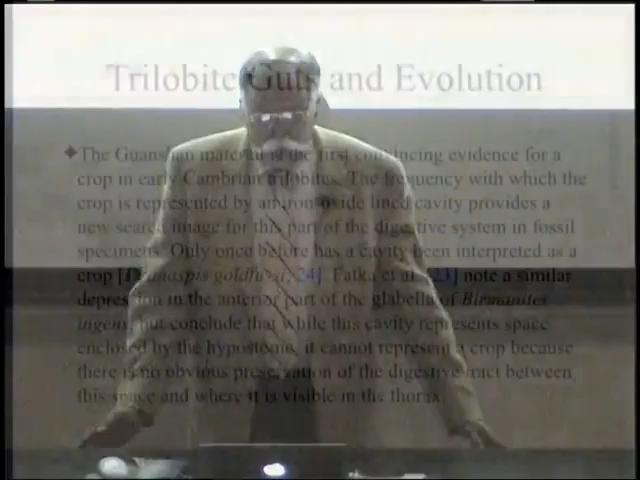 Trilobite Guts and Evolution
The Guanshan material is the first convincing evidence for a
crop in early Cambrian trilobites. The frequency with which the
crop is represented by an iron oxide lined cavity provides a
new search image for this part of the digestive system in fossil
specimens. Only once before has a cavity been interpreted as a
crop [ goldfussi, 24]. Fatka et al. [23] note a similar
depression in the anterior part of the glabella of Birmanites
ingens, but conclude that while this cavity represents space
enclosed by the hypostome, it cannot represent a crop because
there is no obvious preservation of the digestive tract between
this space and where it is visible in the thorax.